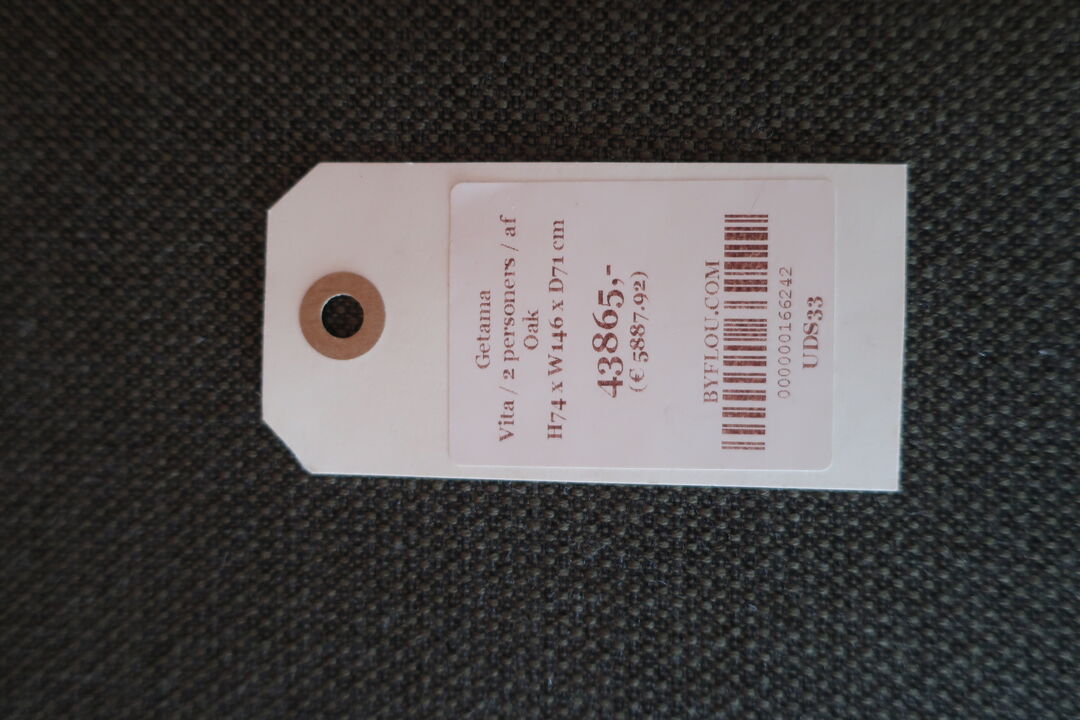 Getama
Vita / 2 personers / af
Oak
H74 x W146 x D71 cm
43865,-
(€ 5887.92)
BYFLOU.COM
000000166242
UDS33